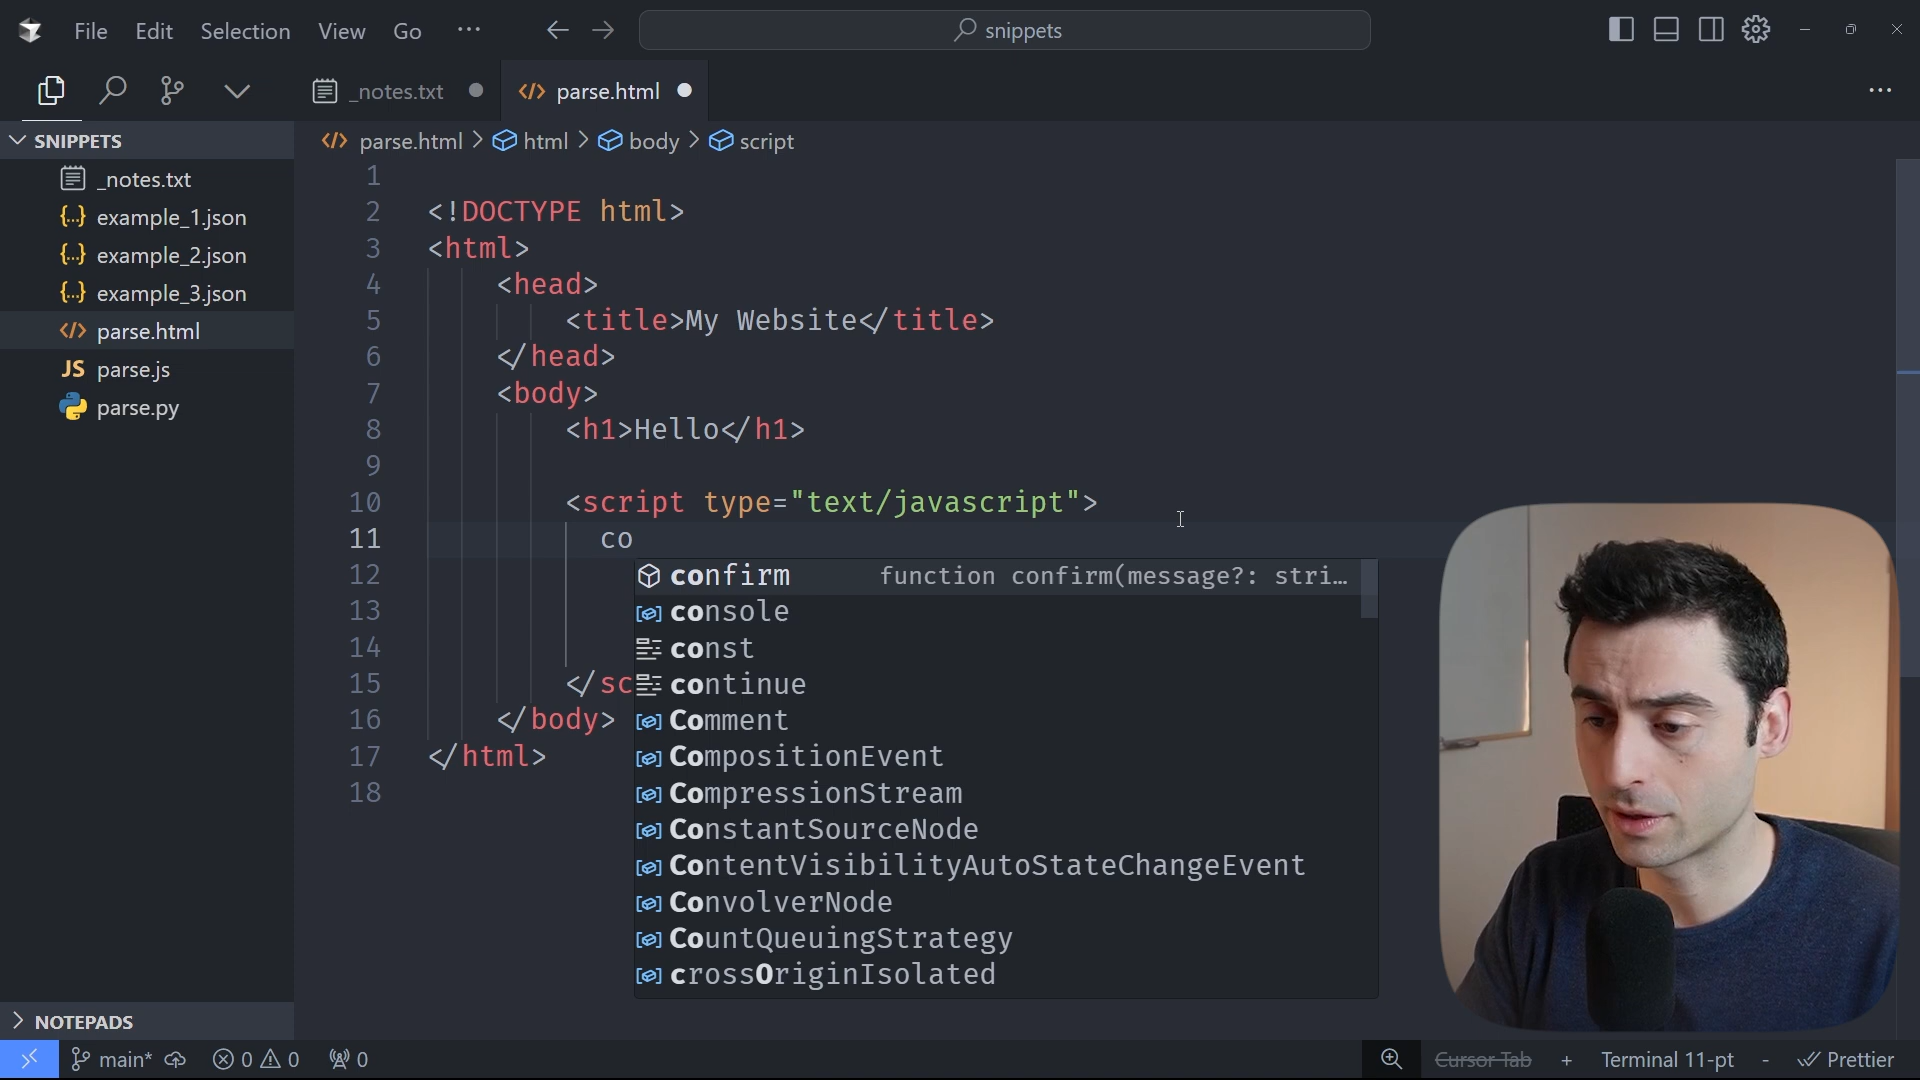 File Edit Selection View Go ··· snippets
_notes.txt parse.html
SNIPPETS
_notes.txt
example_1.json
example_2.json
example_3.json
parse.html
JS parse.js
parse.py
parse.html > html > body > script
1
2 <!DOCTYPE html>
3 <html>
4 <head>
5 <title>My Website</title>
6 </head>
7 <body>
8 <h1>Hello</h1>
9
10 <script type="text/javascript">
11 co
12 confirm function confirm(message?: stri…
13 console
14 const
15 </sc continue
16 </body> Comment
17 </html> CompositionEvent
18 CompressionStream
ConstantSourceNode
ContentVisibilityAutoStateChangeEvent
ConvolverNode
CountQueuingStrategy
crossOriginIsolated
NOTEPADS
main* 0 0 0 Cursor Tab + Terminal 11-pt - Prettier